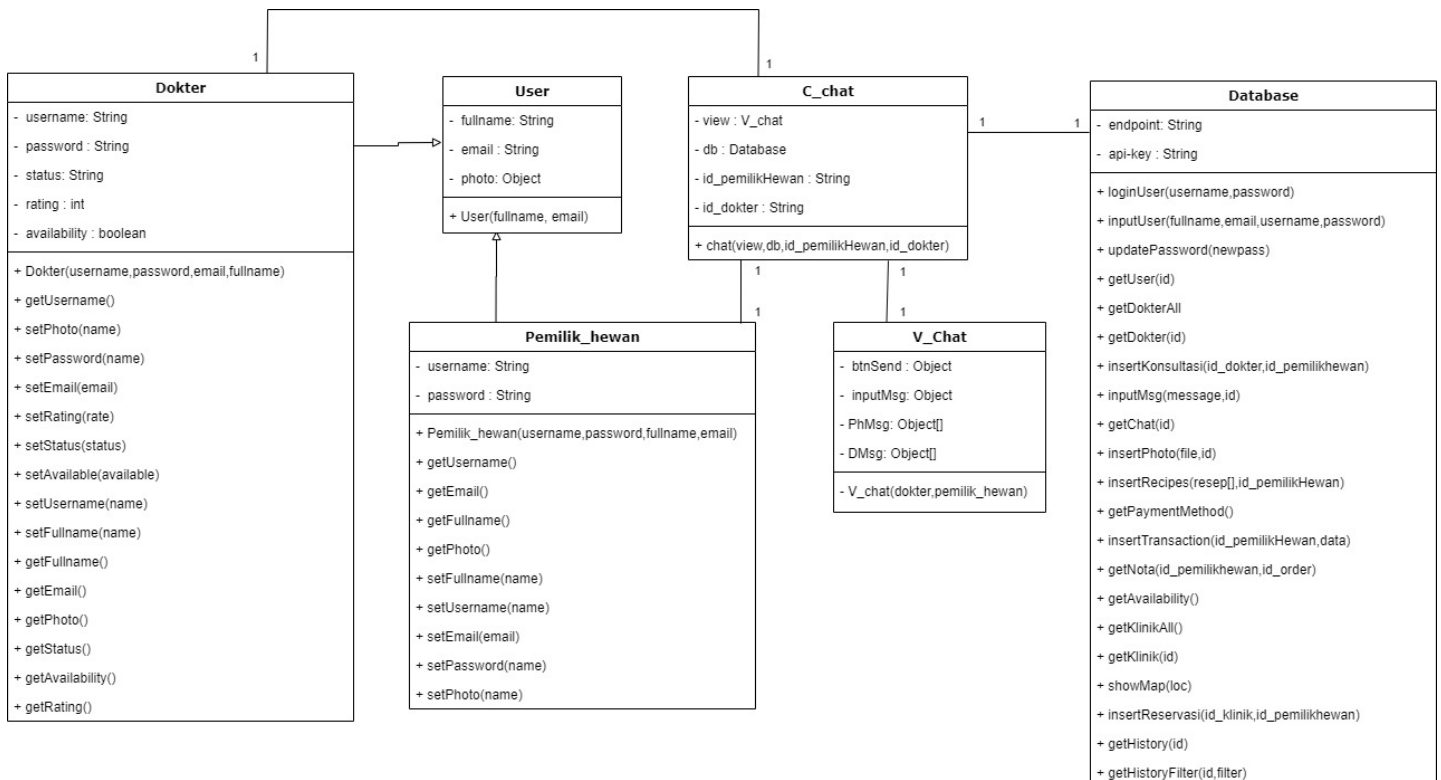 1
1
Dokter
- username: String
- password : String
- status: String
- rating : int
- availability : boolean
+ Dokter(username,password,email,fullname)
+ getUsername()
+ setPhoto(name)
+ setPassword(name)
+ setEmail(email)
+ setRating(rate)
+ setStatus(status)
+ setAvailable(available)
+ setUsername(name)
+ setFullname(name)
+ getFullname()
+ getEmail()
+ getPhoto()
+ getStatus()
+ getAvailability()
+ getRating()
User
- fullname: String
- email : String
- photo: Object
+ User(fullname, email)
C_chat
- view : V_chat
- db : Database
- id_pemilikHewan : String
- id_dokter : String
+ chat(view,db,id_pemilikHewan,id_dokter)
1
1
1
1
1
1
Pemilik_hewan
- username: String
- password : String
+ Pemilik_hewan(username,password,fullname,email)
+ getUsername()
+ getEmail()
+ getFullname()
+ getPhoto()
+ setFullname(name)
+ setUsername(name)
+ setEmail(email)
+ setPassword(name)
+ setPhoto(name)
V_Chat
- btnSend : Object
- inputMsg: Object
- PhMsg: Object[]
- DMsg: Object[]
- V_chat(dokter,pemilik_hewan)
Database
- endpoint: String
- api-key : String
+ loginUser(username,password)
+ inputUser(fullname,email,username,password)
+ updatePassword(newpass)
+ getUser(id)
+ getDokterAll
+ getDokter(id)
+ insertKonsultasi(id_dokter,id_pemilikhewan)
+ inputMsg(message,id)
+ getChat(id)
+ insertPhoto(file,id)
+ insertRecipes(resep[],id_pemilikHewan)
+ getPaymentMethod()
+ insertTransaction(id_pemilikHewan,data)
+ getNota(id_pemilikhewan,id_order)
+ getAvailability()
+ getKlinikAll()
+ getKlinik(id)
+ showMap(loc)
+ insertReservasi(id_klinik,id_pemilikhewan)
+ getHistory(id)
+ getHistoryFilter(id,filter)